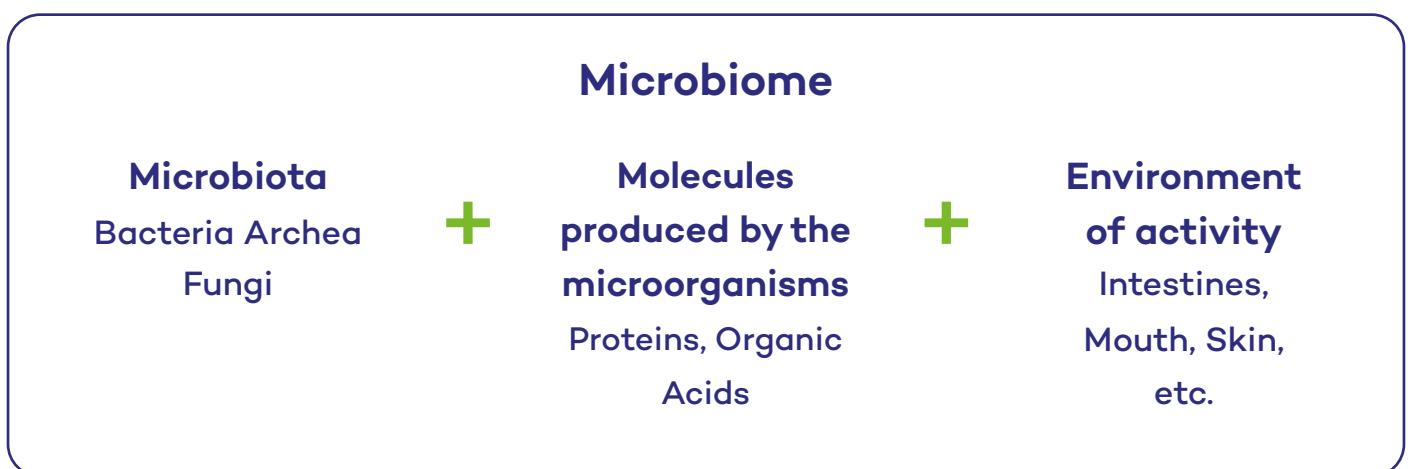 Microbiome
Microbiota
Bacteria Archea
Fungi
+
Molecules
produced by the
microorganisms
Proteins, Organic
Acids
+
Environment
of activity
Intestines,
Mouth, Skin,
etc.